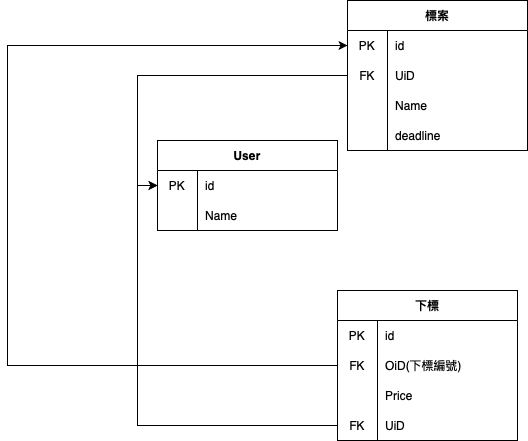 標案
PK id
FK UiD
Name
deadline
User
PK id
Name
下標
PK id
FK OiD(下標編號)
Price
FK UiD